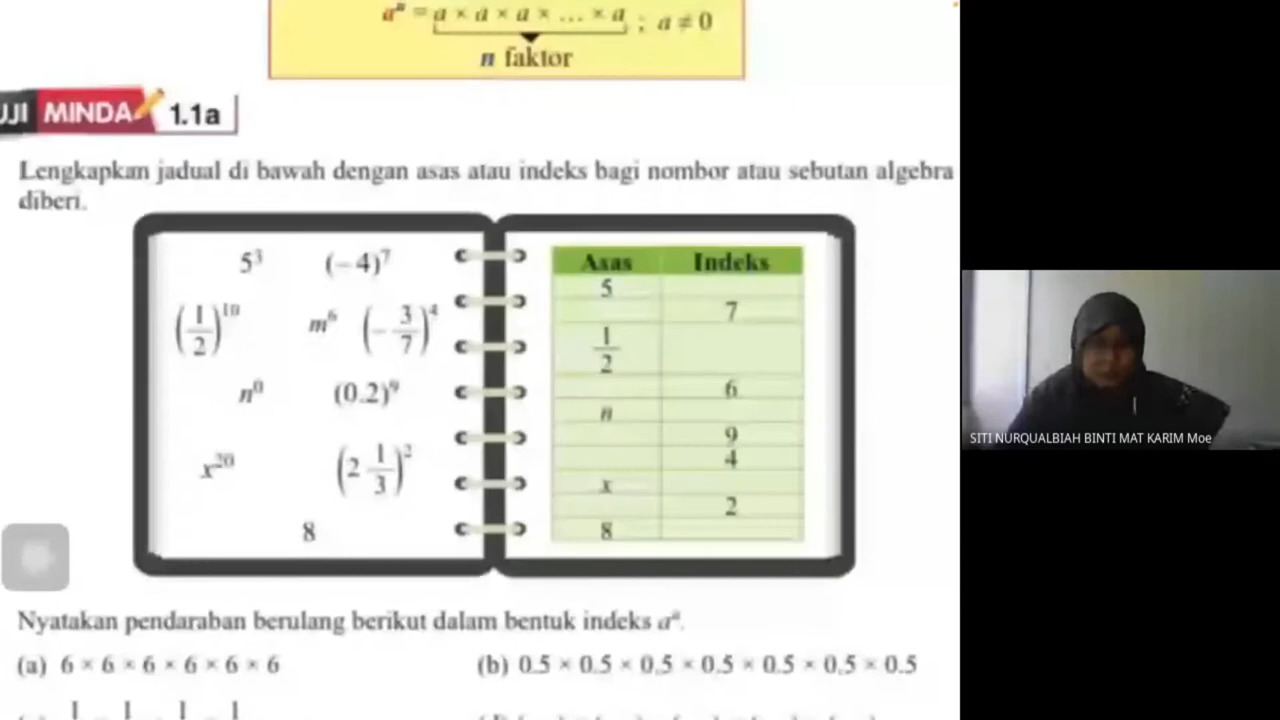 aⁿ = a × a × a × ... × a ; a ≠ 0
n faktor
UJI MINDA 1.1a
Lengkapkan jadual di bawah dengan asas atau indeks bagi nombor atau sebutan algebra
diberi.
5³ (−4)⁷
(1/2)¹⁰ m⁶ (−3/7)⁴
n⁰ (0.2)⁹
x²⁰ (2 1/3)²
8
Asas Indeks
5
7
1/2
6
n
9
4
x
2
8
SITI NURQUALBIAH BINTI MAT KARIM Moe
Nyatakan pendaraban berulang berikut dalam bentuk indeks aⁿ.
(a) 6 × 6 × 6 × 6 × 6 × 6
(b) 0.5 × 0.5 × 0.5 × 0.5 × 0.5 × 0.5 × 0.5